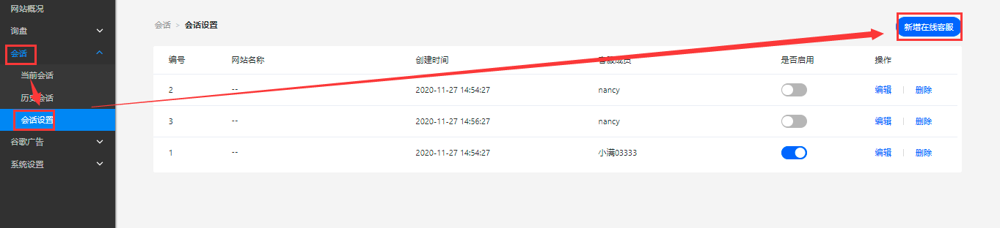 网站概况
询盘
会话
当前会话
历史会话
会话设置
谷歌广告
系统设置
会话 > 会话设置
新增在线客服
编号 网站名称 创建时间 客服成员 是否启用 操作
2 -- 2020-11-27 14:54:27 nancy 编辑 | 删除
3 -- 2020-11-27 14:56:27 nancy 编辑 | 删除
1 -- 2020-11-27 14:54:27 小满03333 编辑 | 删除